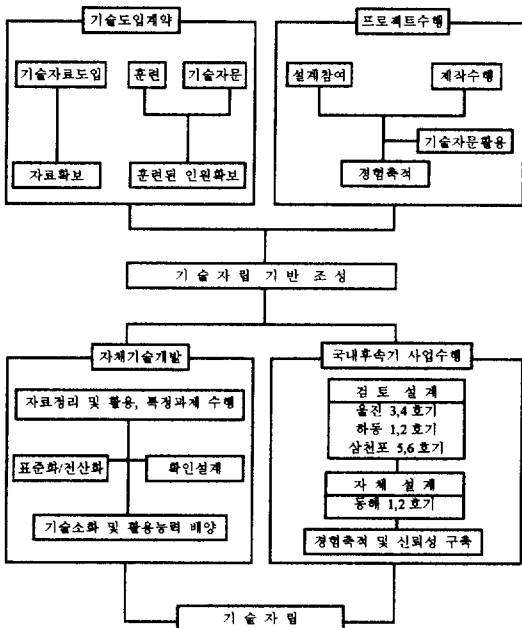 기술도입계약
기술자료도입
훈련
기술자문
자료확보
훈련된 인원확보
프로젝트수행
설계참여
제작수행
기술자문활용
경험축적
기 술 자 립 기 반 조 성
자체기술개발
자료정리 및 활용, 특정과제 수행
표준화/전산화
확인설계
기술소화 및 활용능력 배양
국내후속기 사업수행
검 토 설 계
울진 3,4 호기
하동 1,2 호기
삼천포 5,6 호기
자 체 설 계
동해 1,2 호기
경험축적 및 신뢰성 구축
기 술 자 립